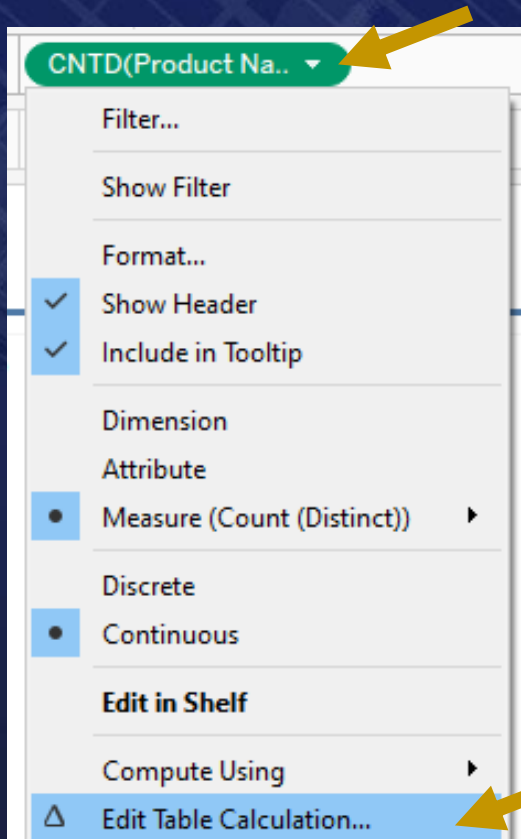 CNTD(Product Na..
Filter...
Show Filter
Format...
Show Header
Include in Tooltip
Dimension
Attribute
Measure (Count (Distinct))
Discrete
Continuous
Edit in Shelf
Compute Using
Edit Table Calculation...